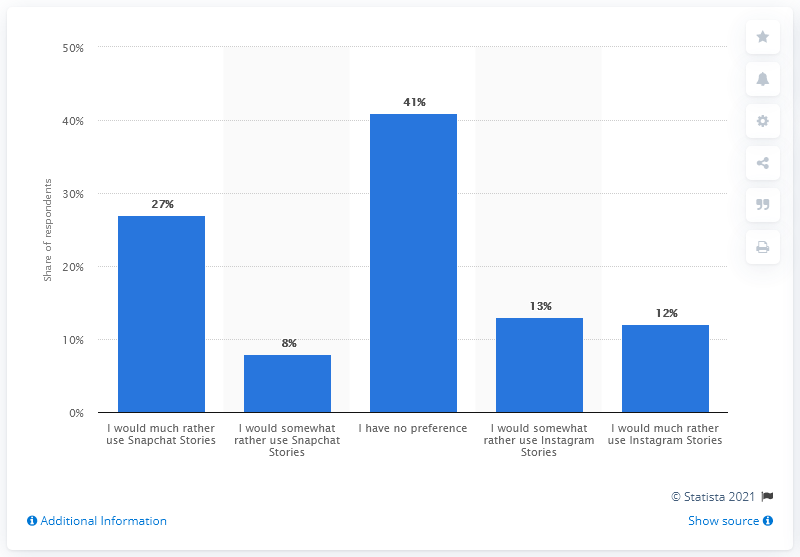 50%
40%
30%
20%
10%
0%
Share of respondents
27%
8%
41%
13%
12%
I would much rather
use Snapchat Stories
I would somewhat
rather use Snapchat
Stories
I have no preference
I would somewhat
rather use Instagram
Stories
I would much rather
use Instagram Stories
© Statista 2021
Additional Information
Show source